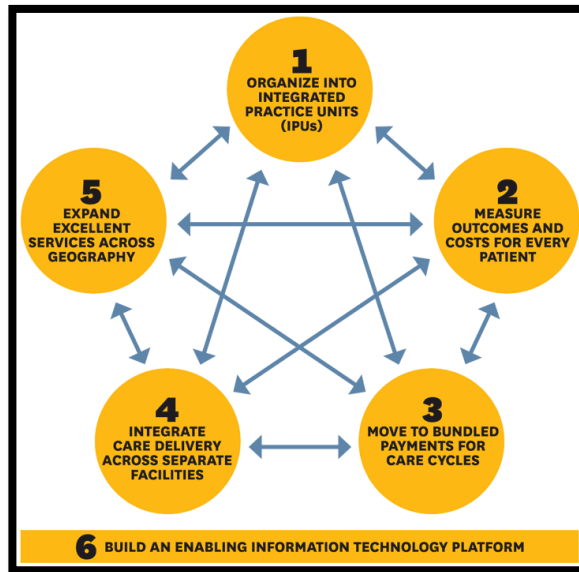 1
ORGANIZE INTO
INTEGRATED
PRACTICE UNITS
(IPUs)
2
MEASURE
OUTCOMES AND
COSTS FOR EVERY
PATIENT
3
MOVE TO BUNDLED
PAYMENTS FOR
CARE CYCLES
4
INTEGRATE
CARE DELIVERY
ACROSS SEPARATE
FACILITIES
5
EXPAND
EXCELLENT
SERVICES ACROSS
GEOGRAPHY
6 BUILD AN ENABLING INFORMATION TECHNOLOGY PLATFORM